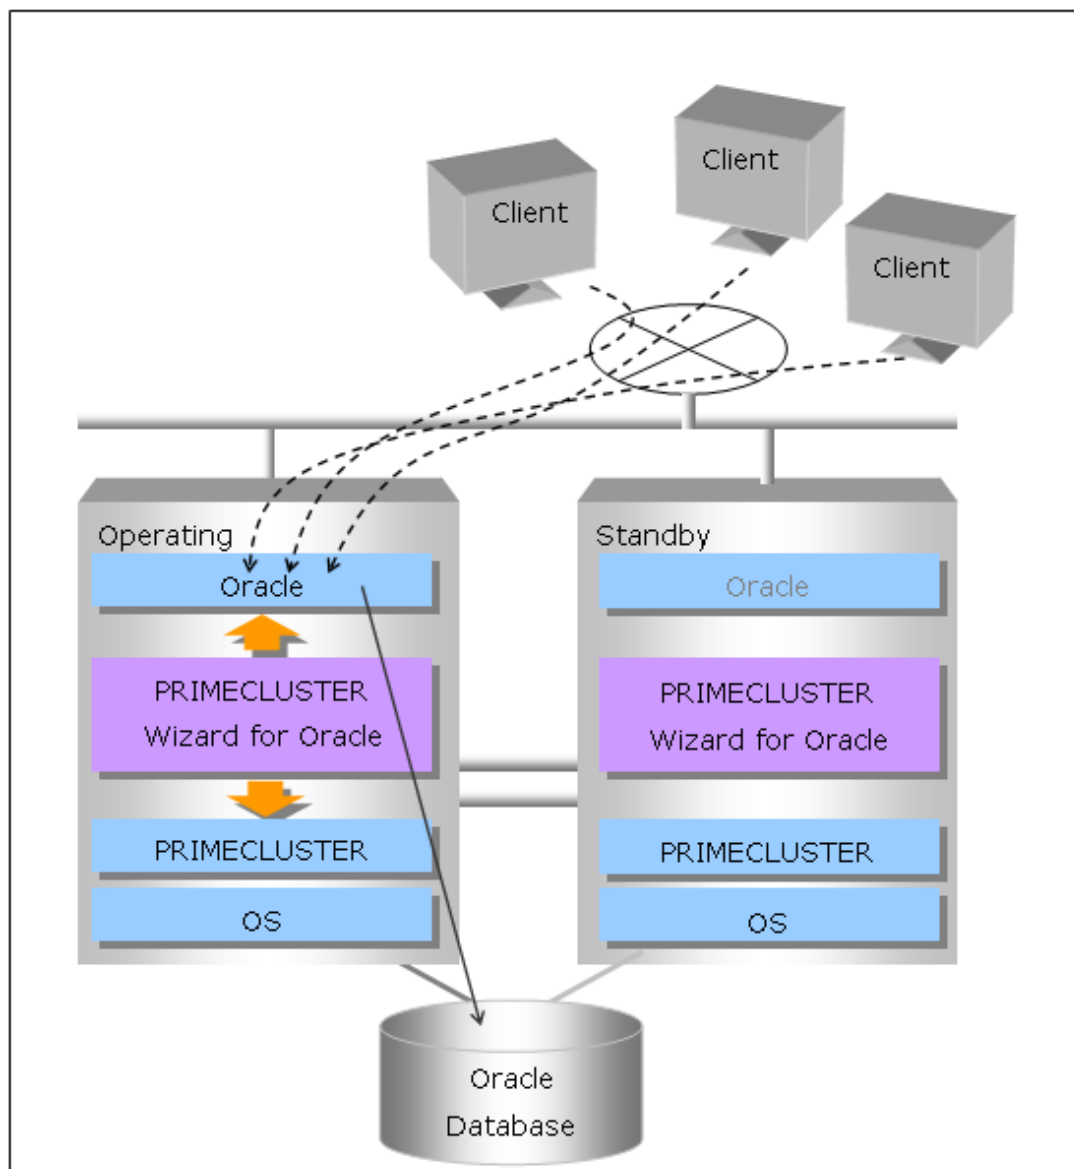 Client
Client
Client
Operating
Oracle
PRIMECLUSTER
Wizard for Oracle
PRIMECLUSTER
OS
Standby
Oracle
PRIMECLUSTER
Wizard for Oracle
PRIMECLUSTER
OS
Oracle
Database